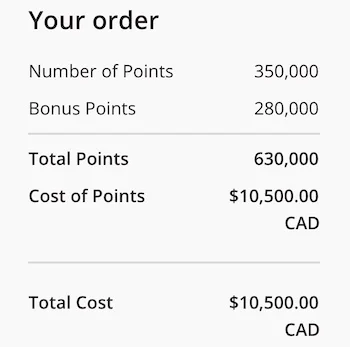 Your order
Number of Points 350,000
Bonus Points 280,000
Total Points 630,000
Cost of Points $10,500.00
CAD
Total Cost $10,500.00
CAD